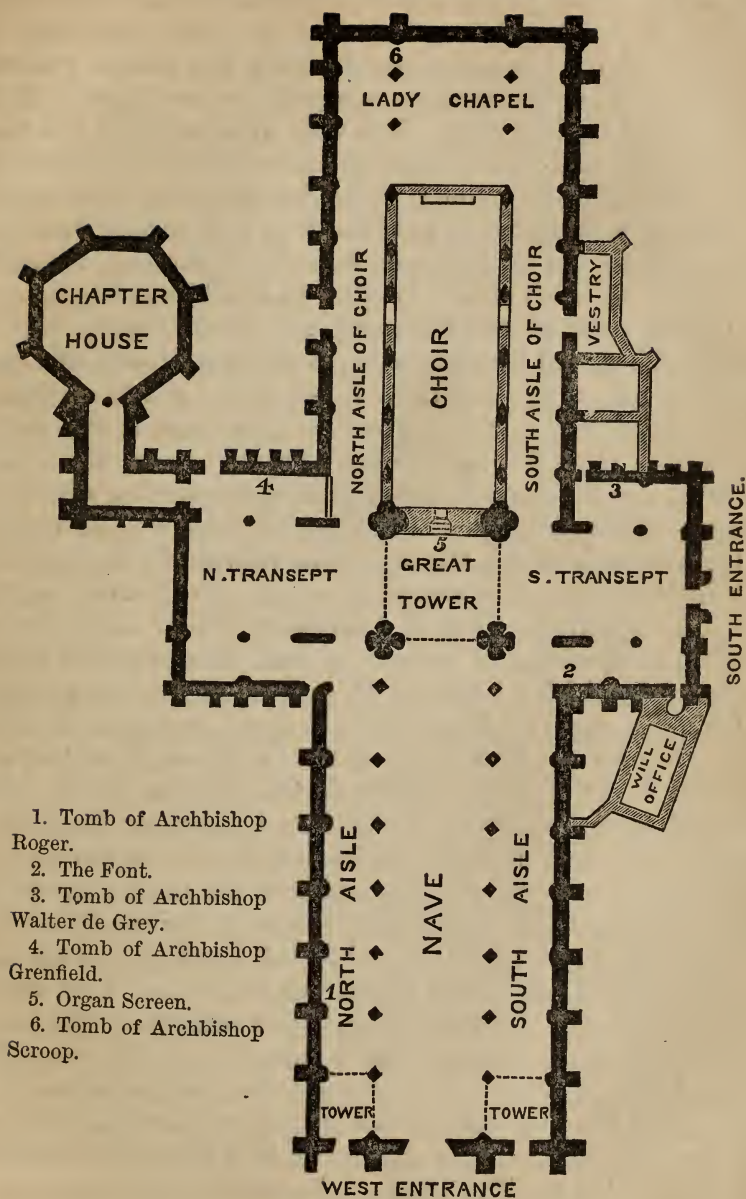 6
LADY CHAPEL
CHAPTER
HOUSE
NORTH AISLE OF CHOIR
CHOIR
SOUTH AISLE OF CHOIR
VESTRY
4
3
5
N. TRANSEPT
GREAT
TOWER
S. TRANSEPT
SOUTH ENTRANCE.
2
WILL
OFFICE
1. Tomb of Archbishop
Roger.
2. The Font.
3. Tomb of Archbishop
Walter de Grey.
4. Tomb of Archbishop
Grenfield.
5. Organ Screen.
6. Tomb of Archbishop
Scroop.
1
NORTH AISLE
NAVE
SOUTH AISLE
TOWER
TOWER
WEST ENTRANCE